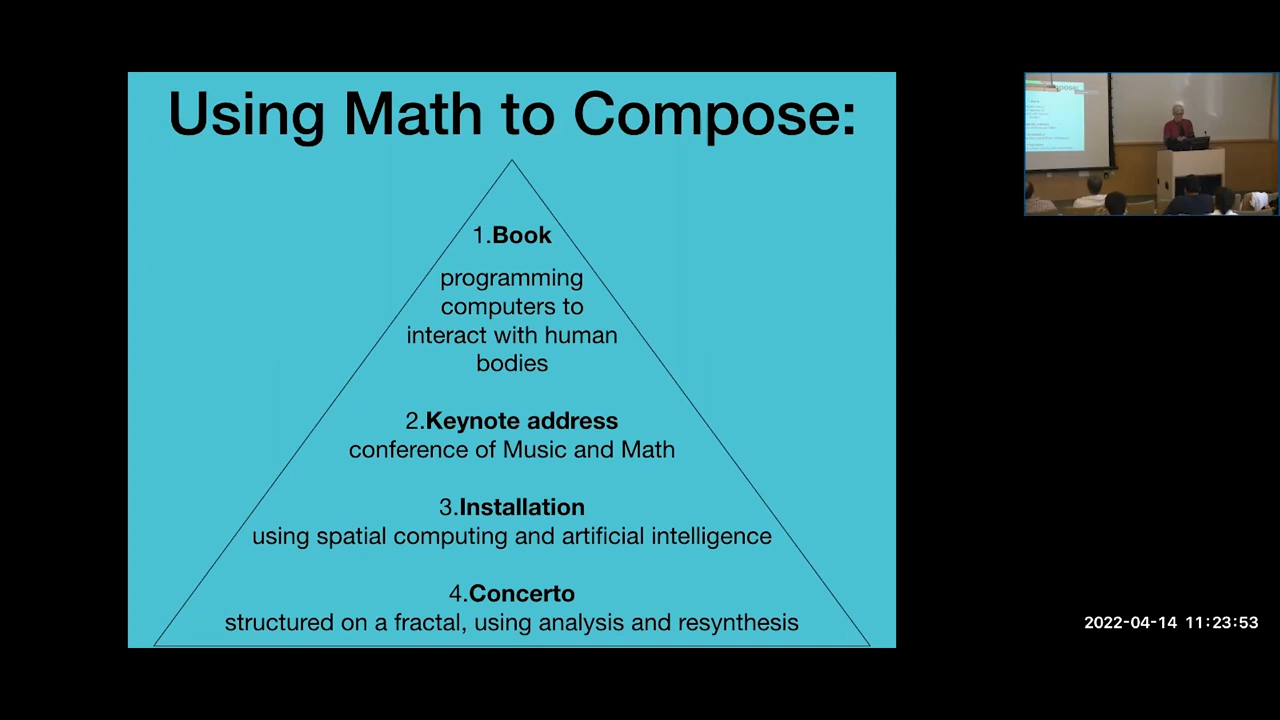 Using Math to Compose:
1.Book
programming
computers to
interact with human
bodies
2.Keynote address
conference of Music and Math
3.Installation
using spatial computing and artificial intelligence
4.Concerto
structured on a fractal, using analysis and resynthesis
2022-04-14 11:23:53